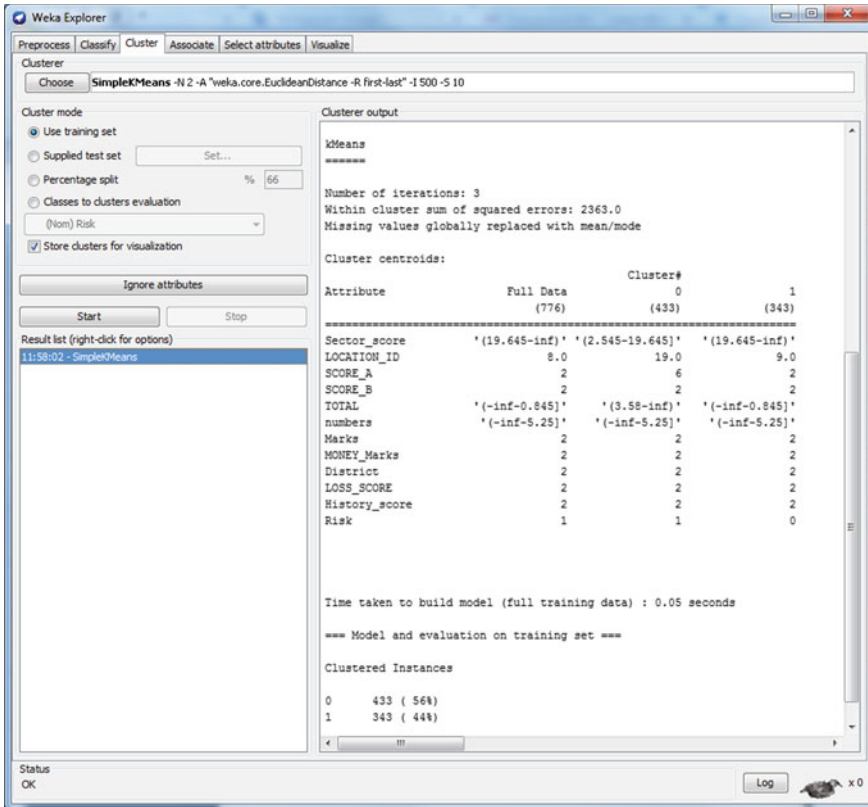 Weka Explorer
Preprocess Classify Cluster Associate Select attributes Visualize
Clusterer
Choose SimpleKMeans -N 2 -A "weka.core.EuclideanDistance -R first-last" -I 500 -S 10
Cluster mode
Use training set
Supplied test set Set...
Percentage split % 66
Classes to clusters evaluation
(Nom) Risk
Store clusters for visualization
Ignore attributes
Start Stop
Result list (right-click for options)
11:58:02 - SimpleKMeans
Clusterer output
kMeans
======
Number of iterations: 3
Within cluster sum of squared errors: 2363.0
Missing values globally replaced with mean/mode
Cluster centroids:
Cluster#
Attribute Full Data 0 1
(776) (433) (343)
==========================================================================
Sector_score '(19.645-inf)' '(2.545-19.645]' '(19.645-inf)'
LOCATION_ID 8.0 19.0 9.0
SCORE_A 2 6 2
SCORE_B 2 2 2
TOTAL '(-inf-0.845]' '(3.58-inf)' '(-inf-0.845]'
numbers '(-inf-5.25]' '(-inf-5.25]' '(-inf-5.25]'
Marks 2 2 2
MONEY_Marks 2 2 2
District 2 2 2
LOSS_SCORE 2 2 2
History_score 2 2 2
Risk 1 1 0
Time taken to build model (full training data) : 0.05 seconds
=== Model and evaluation on training set ===
Clustered Instances
0 433 ( 56%)
1 343 ( 44%)
Status
OK
Log x 0